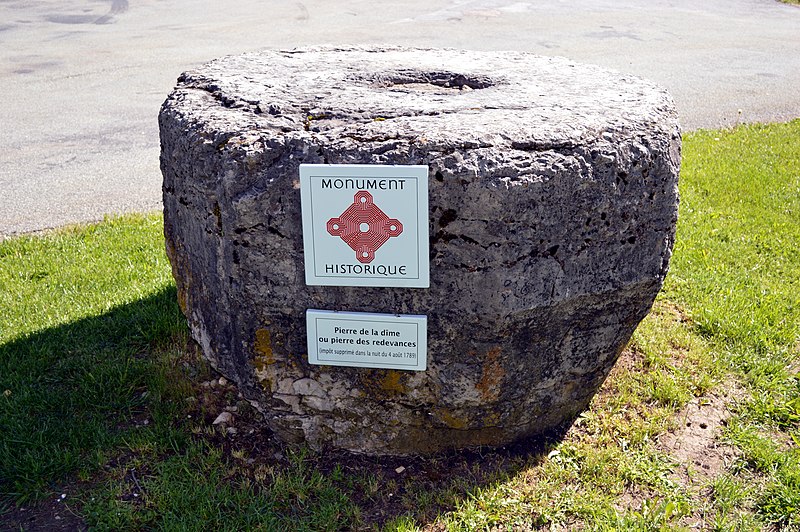 MONUMENT
HISTORIQUE
Pierre de la dîme
ou pierre des redevances
(impôt supprimé dans la nuit du 4 août 1789)